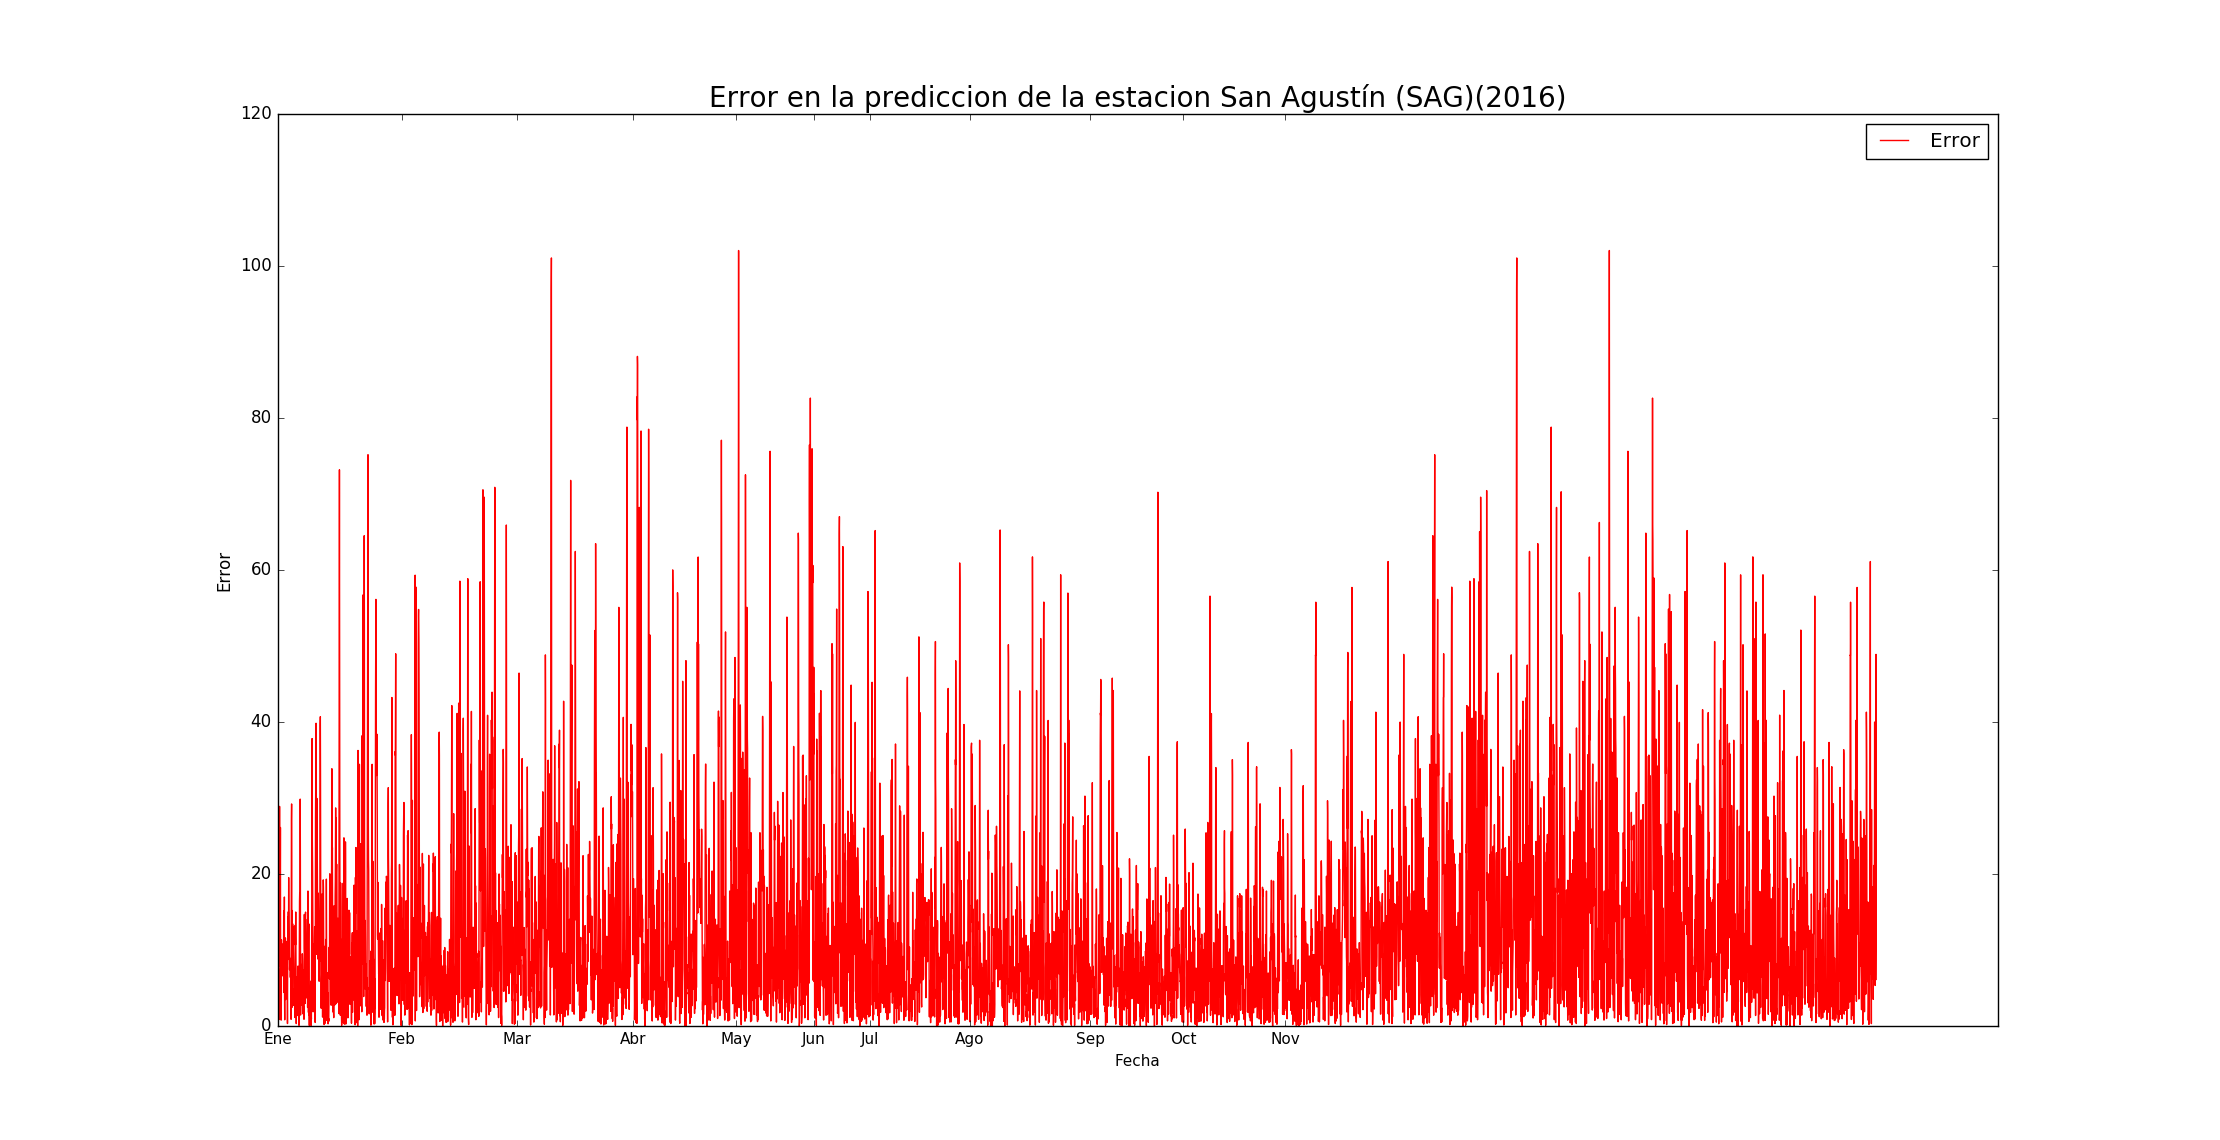 Error en la prediccion de la estacion San Agustín (SAG)(2016)
Error
120
100
80
60
40
20
0
Error
Ene Feb Mar Abr May Jun Jul Ago Sep Oct Nov
Fecha